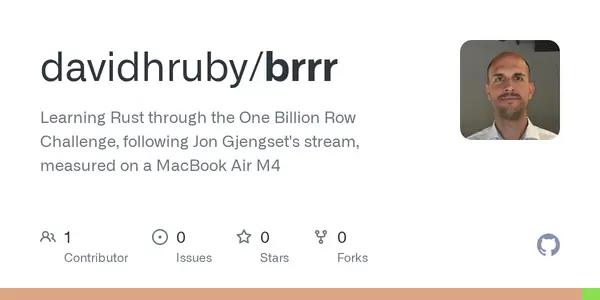 davidhruby/brrr
Learning Rust through the One Billion Row
Challenge, following Jon Gjengset's stream,
measured on a MacBook Air M4
1
Contributor
0
Issues
0
Stars
0
Forks